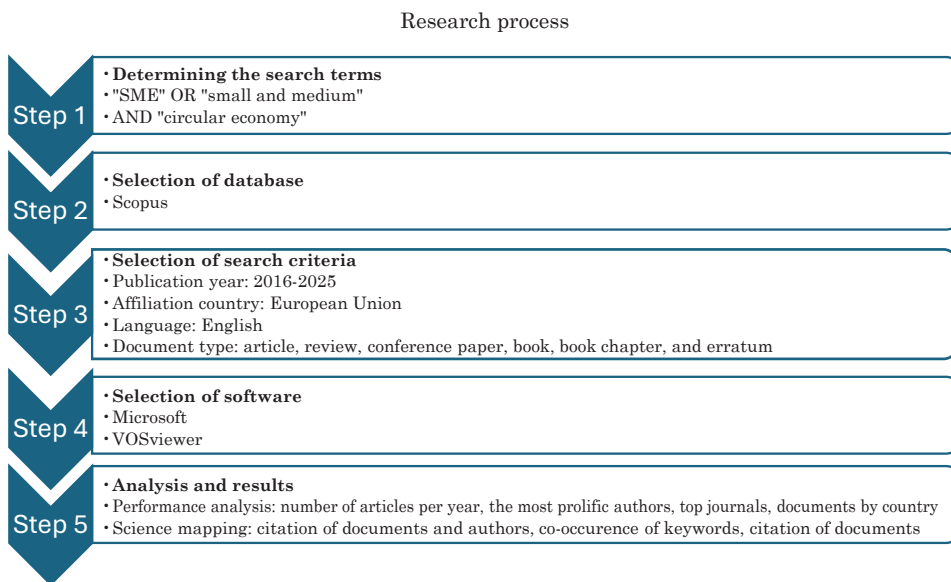 Research process
Step 1
· Determining the search terms
· "SME" OR "small and medium"
· AND "circular economy"
Step 2
· Selection of database
· Scopus
Step 3
· Selection of search criteria
· Publication year: 2016-2025
· Affiliation country: European Union
· Language: English
· Document type: article, review, conference paper, book, book chapter, and erratum
Step 4
· Selection of software
· Microsoft
· VOSviewer
Step 5
· Analysis and results
· Performance analysis: number of articles per year, the most prolific authors, top journals, documents by country
· Science mapping: citation of documents and authors, co-occurence of keywords, citation of documents